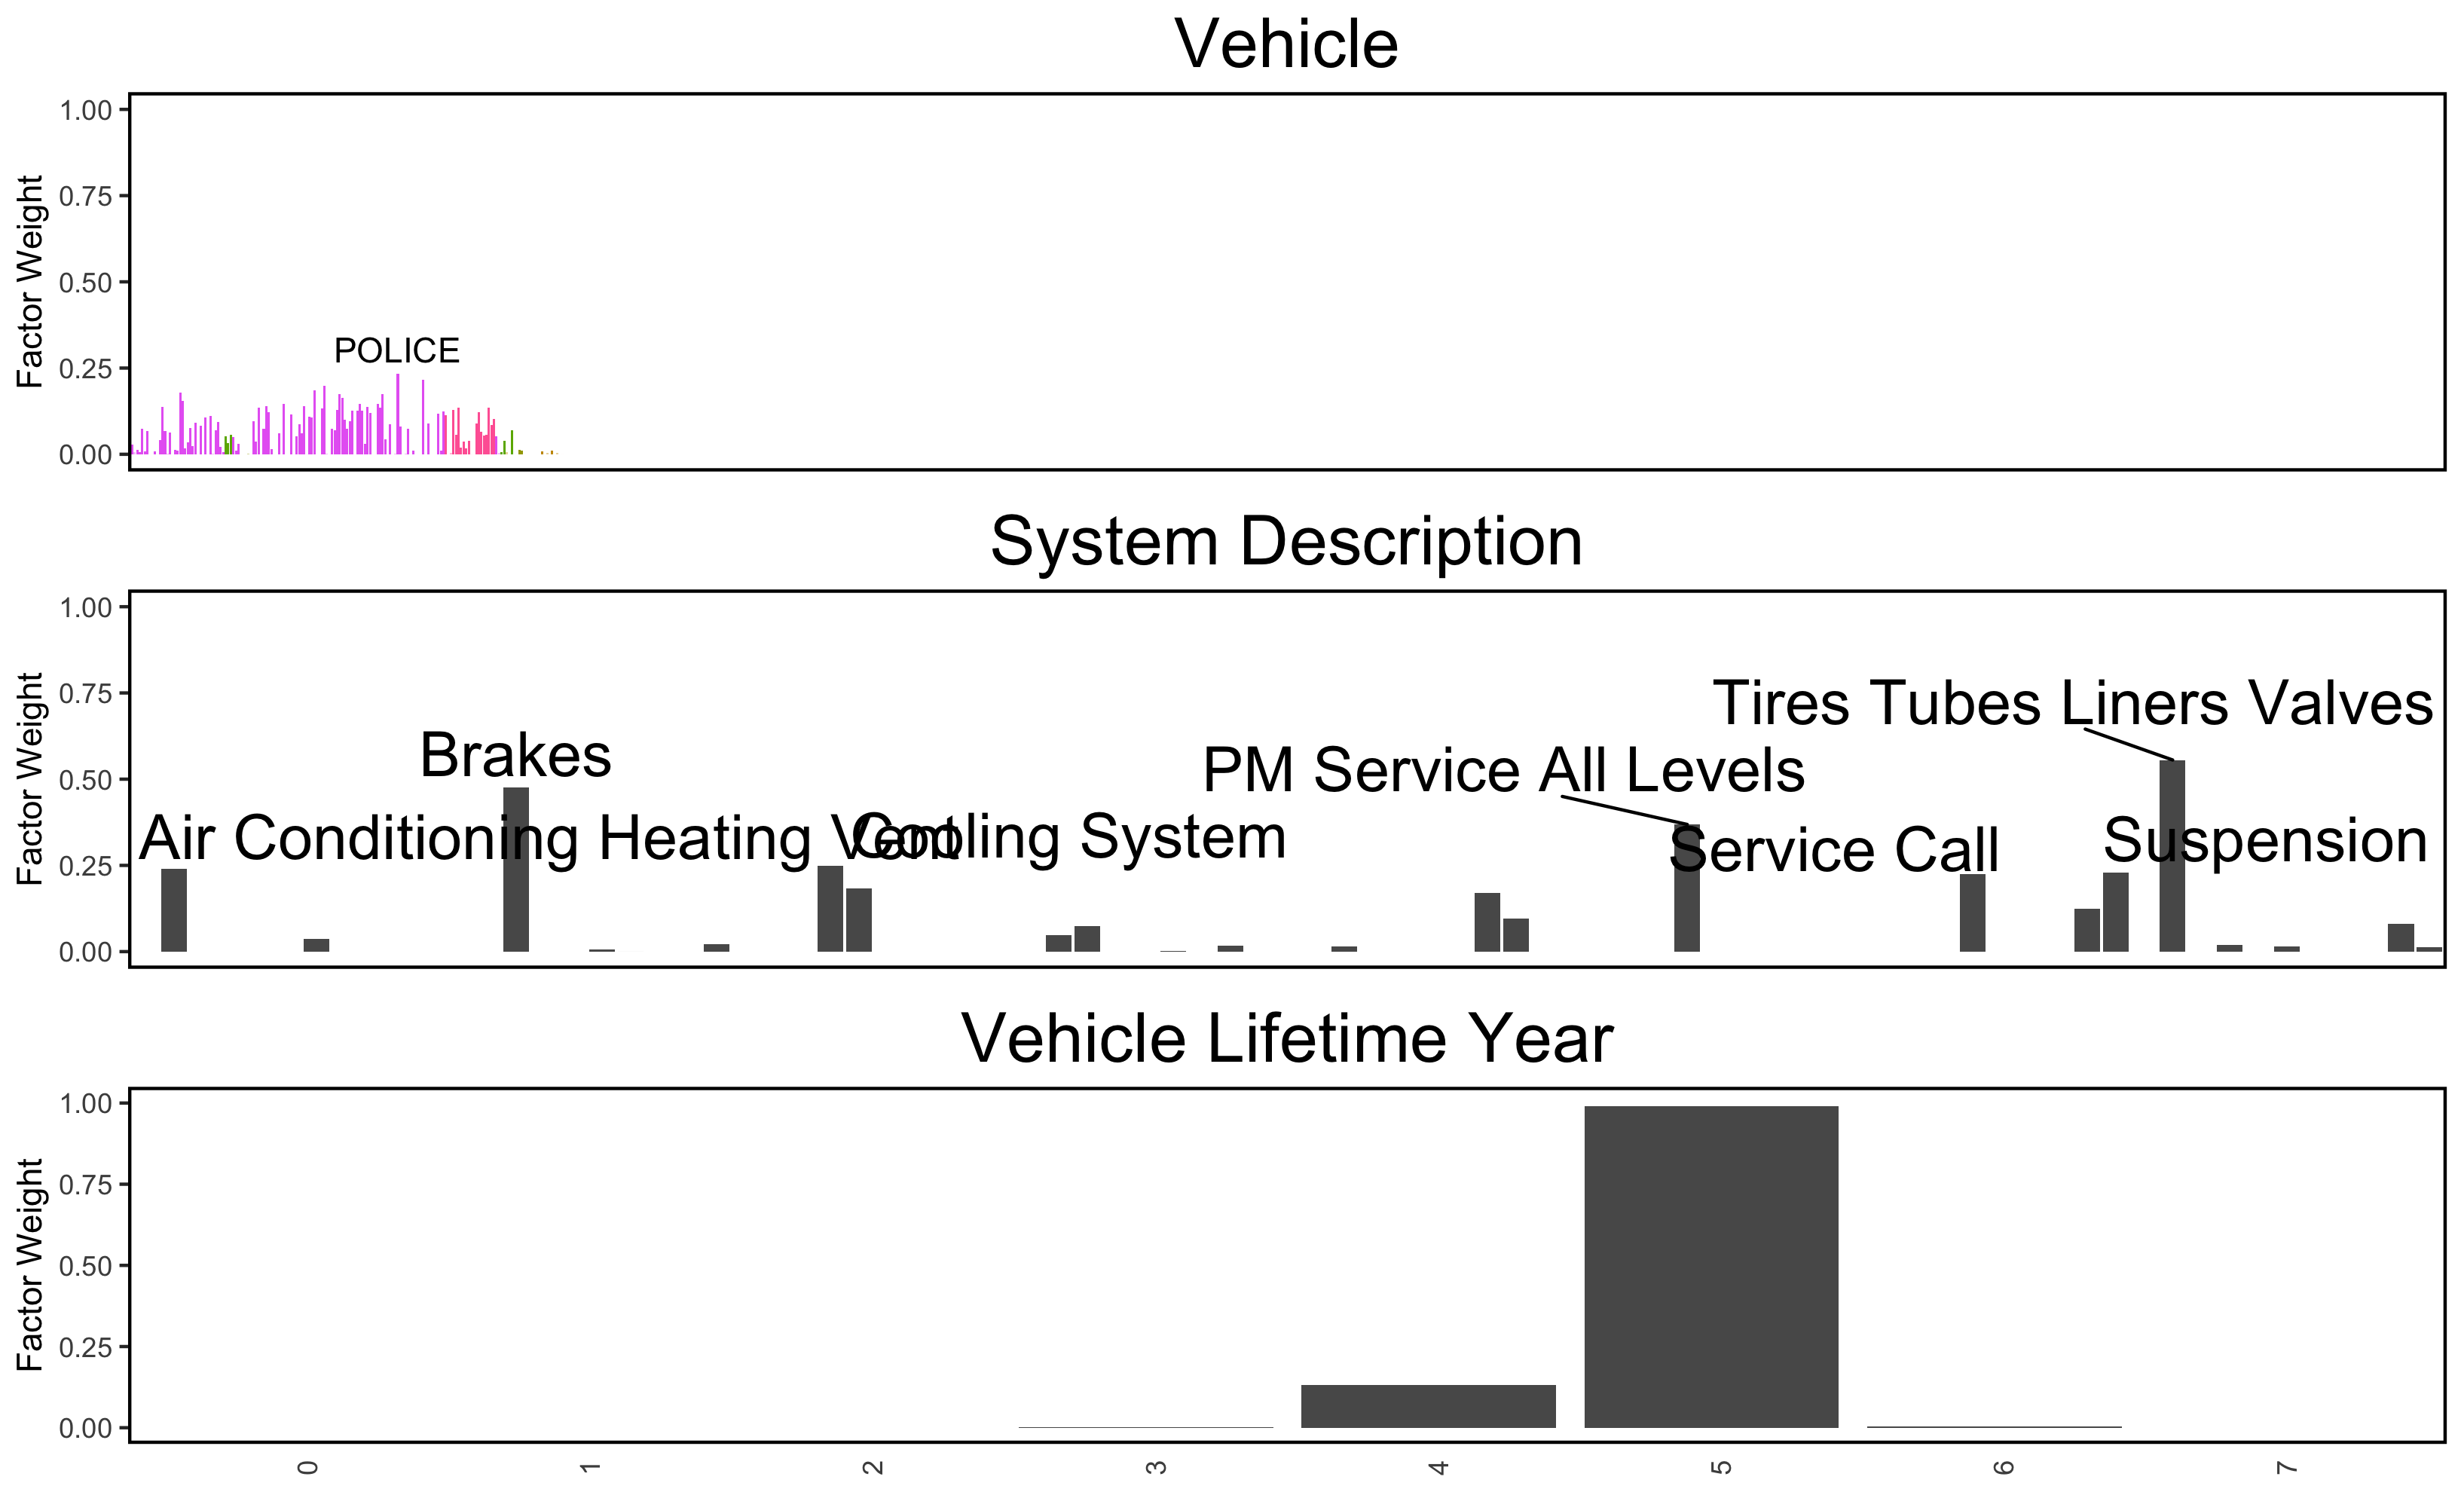 Vehicle
Factor Weight
1.00
0.75
0.50
0.25
0.00
POLICE
System Description
Factor Weight
1.00
0.75
0.50
0.25
0.00
Tires Tubes Liners Valves
Brakes
PM Service All Levels
Air Conditioning Heating Vent
Cooling System
Service Call
Suspension
Vehicle Lifetime Year
Factor Weight
1.00
0.75
0.50
0.25
0.00
0 1 2 3 4 5 6 7